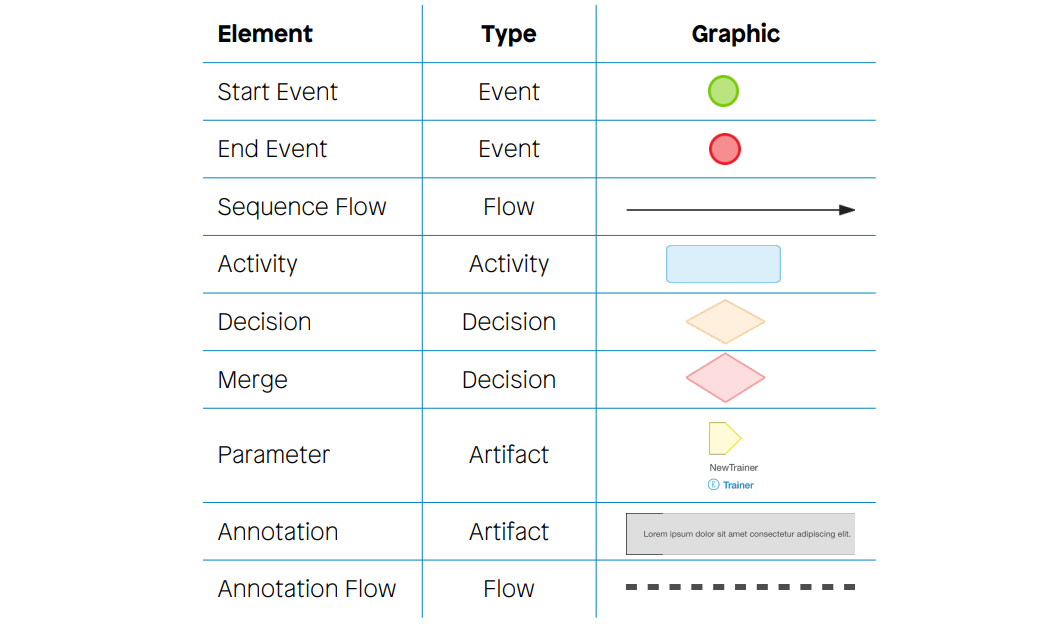 Element Type Graphic
Start Event Event
End Event Event
Sequence Flow Flow
Activity Activity
Decision Decision
Merge Decision
Parameter Artifact
NewTrainer
E Trainer
Annotation Artifact Lorem ipsum dolor sit amet consectetur adipiscing elit.
Annotation Flow Flow